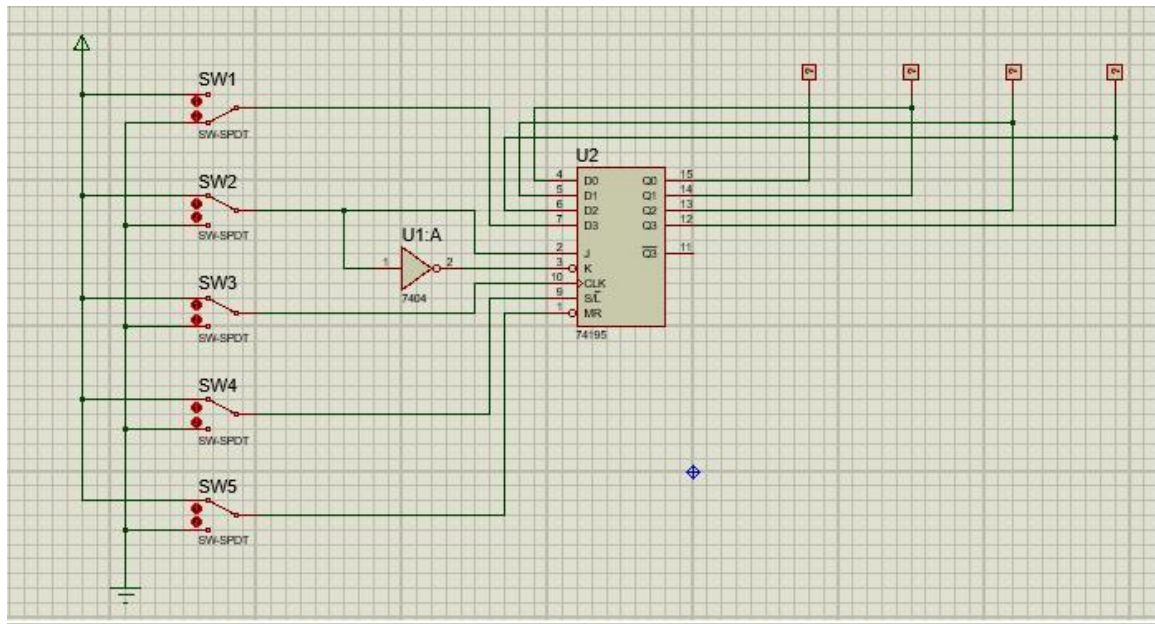 SW1
SW-SPDT
SW2
SW-SPDT
SW3
SW-SPDT
SW4
SW-SPDT
SW5
SW-SPDT
U1:A
1
2
7404
U2
4 D0 Q0 15
5 D1 Q1 14
6 D2 Q2 13
7 D3 Q3 12
2 J Q3 11
3 K
10 CLK
9 S/L
1 MR
74195
? ? ? ?